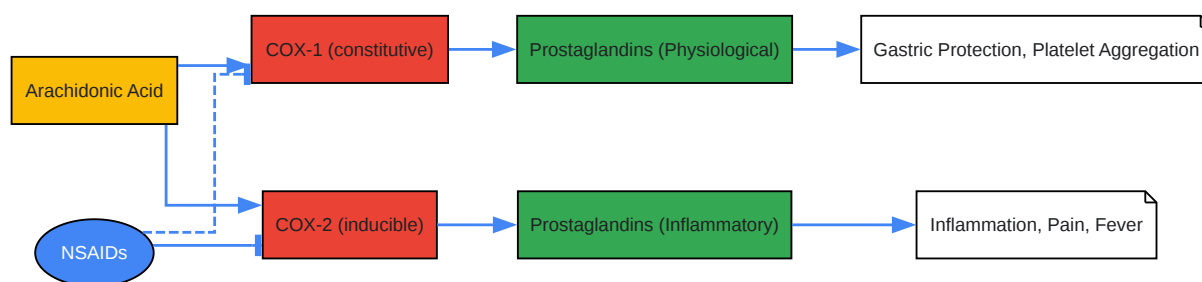 COX-1 (constitutive)
Prostaglandins (Physiological)
Gastric Protection, Platelet Aggregation
Arachidonic Acid
COX-2 (inducible)
Prostaglandins (Inflammatory)
Inflammation, Pain, Fever
NSAIDs